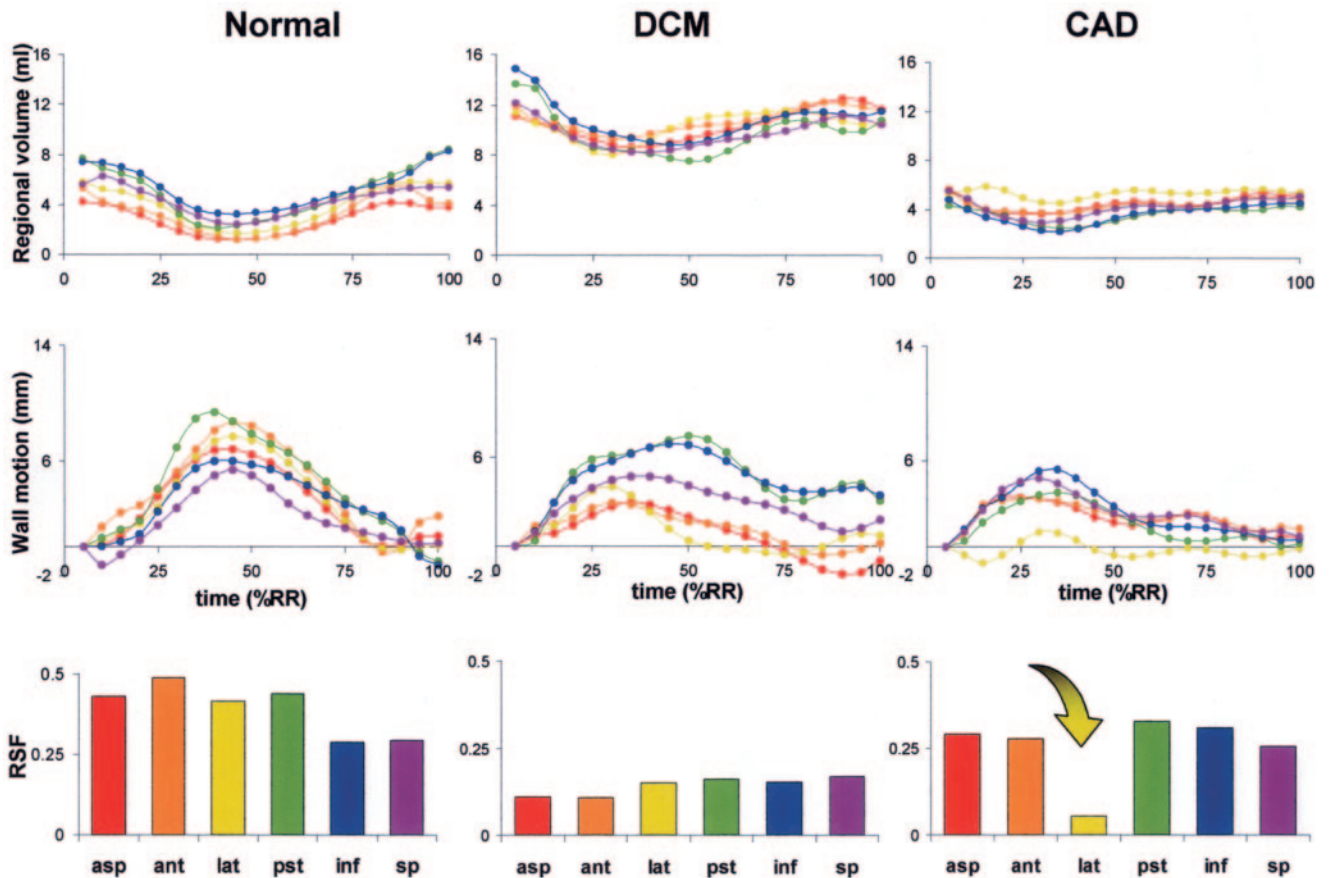 Normal DCM CAD
Regional volume (ml)
16 12 8 4 0
0 25 50 75 100
16 12 8 4 0
0 25 50 75 100
16 12 8 4 0
0 25 50 75 100
Wall motion (mm)
14 6 -2
0 25 50 75 100
time (%RR)
14 6 -2
0 25 50 75 100
time (%RR)
14 6 -2
0 25 50 75 100
time (%RR)
RSF
0.5 0.25 0
asp ant lat pst inf sp
0.5 0.25 0
asp ant lat pst inf sp
0.5 0.25 0
asp ant lat pst inf sp